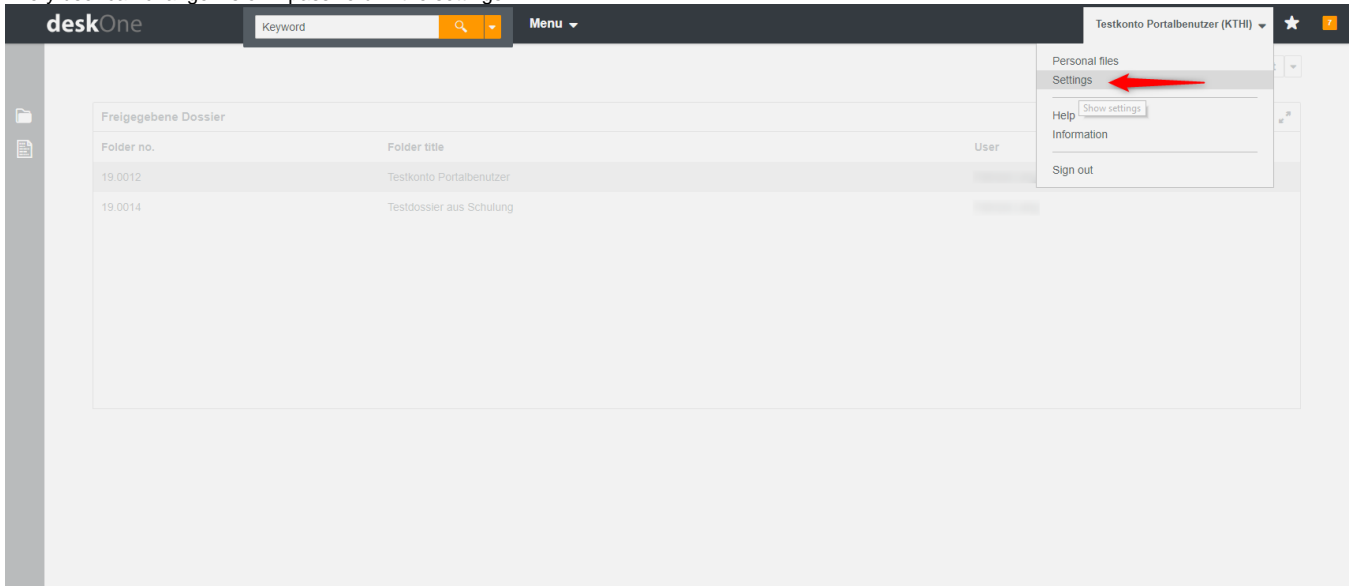 deskOne
Keyword
Menu
Testkonto Portalbenutzer (KTHI)
7
Personal files
Settings
Show settings
Help
Information
Sign out
Freigegebene Dossier
Folder no. Folder title User
19.0012 Testkonto Portalbenutzer
19.0014 Testdossier aus Schulung